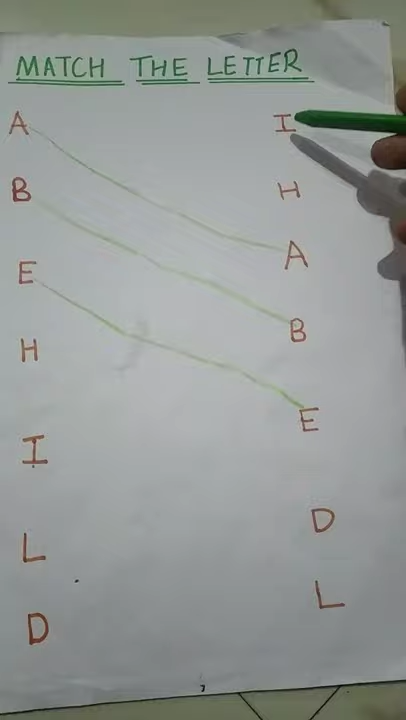 MATCH THE LETTER
A I
B H
E A
H B
I E
L D
D L